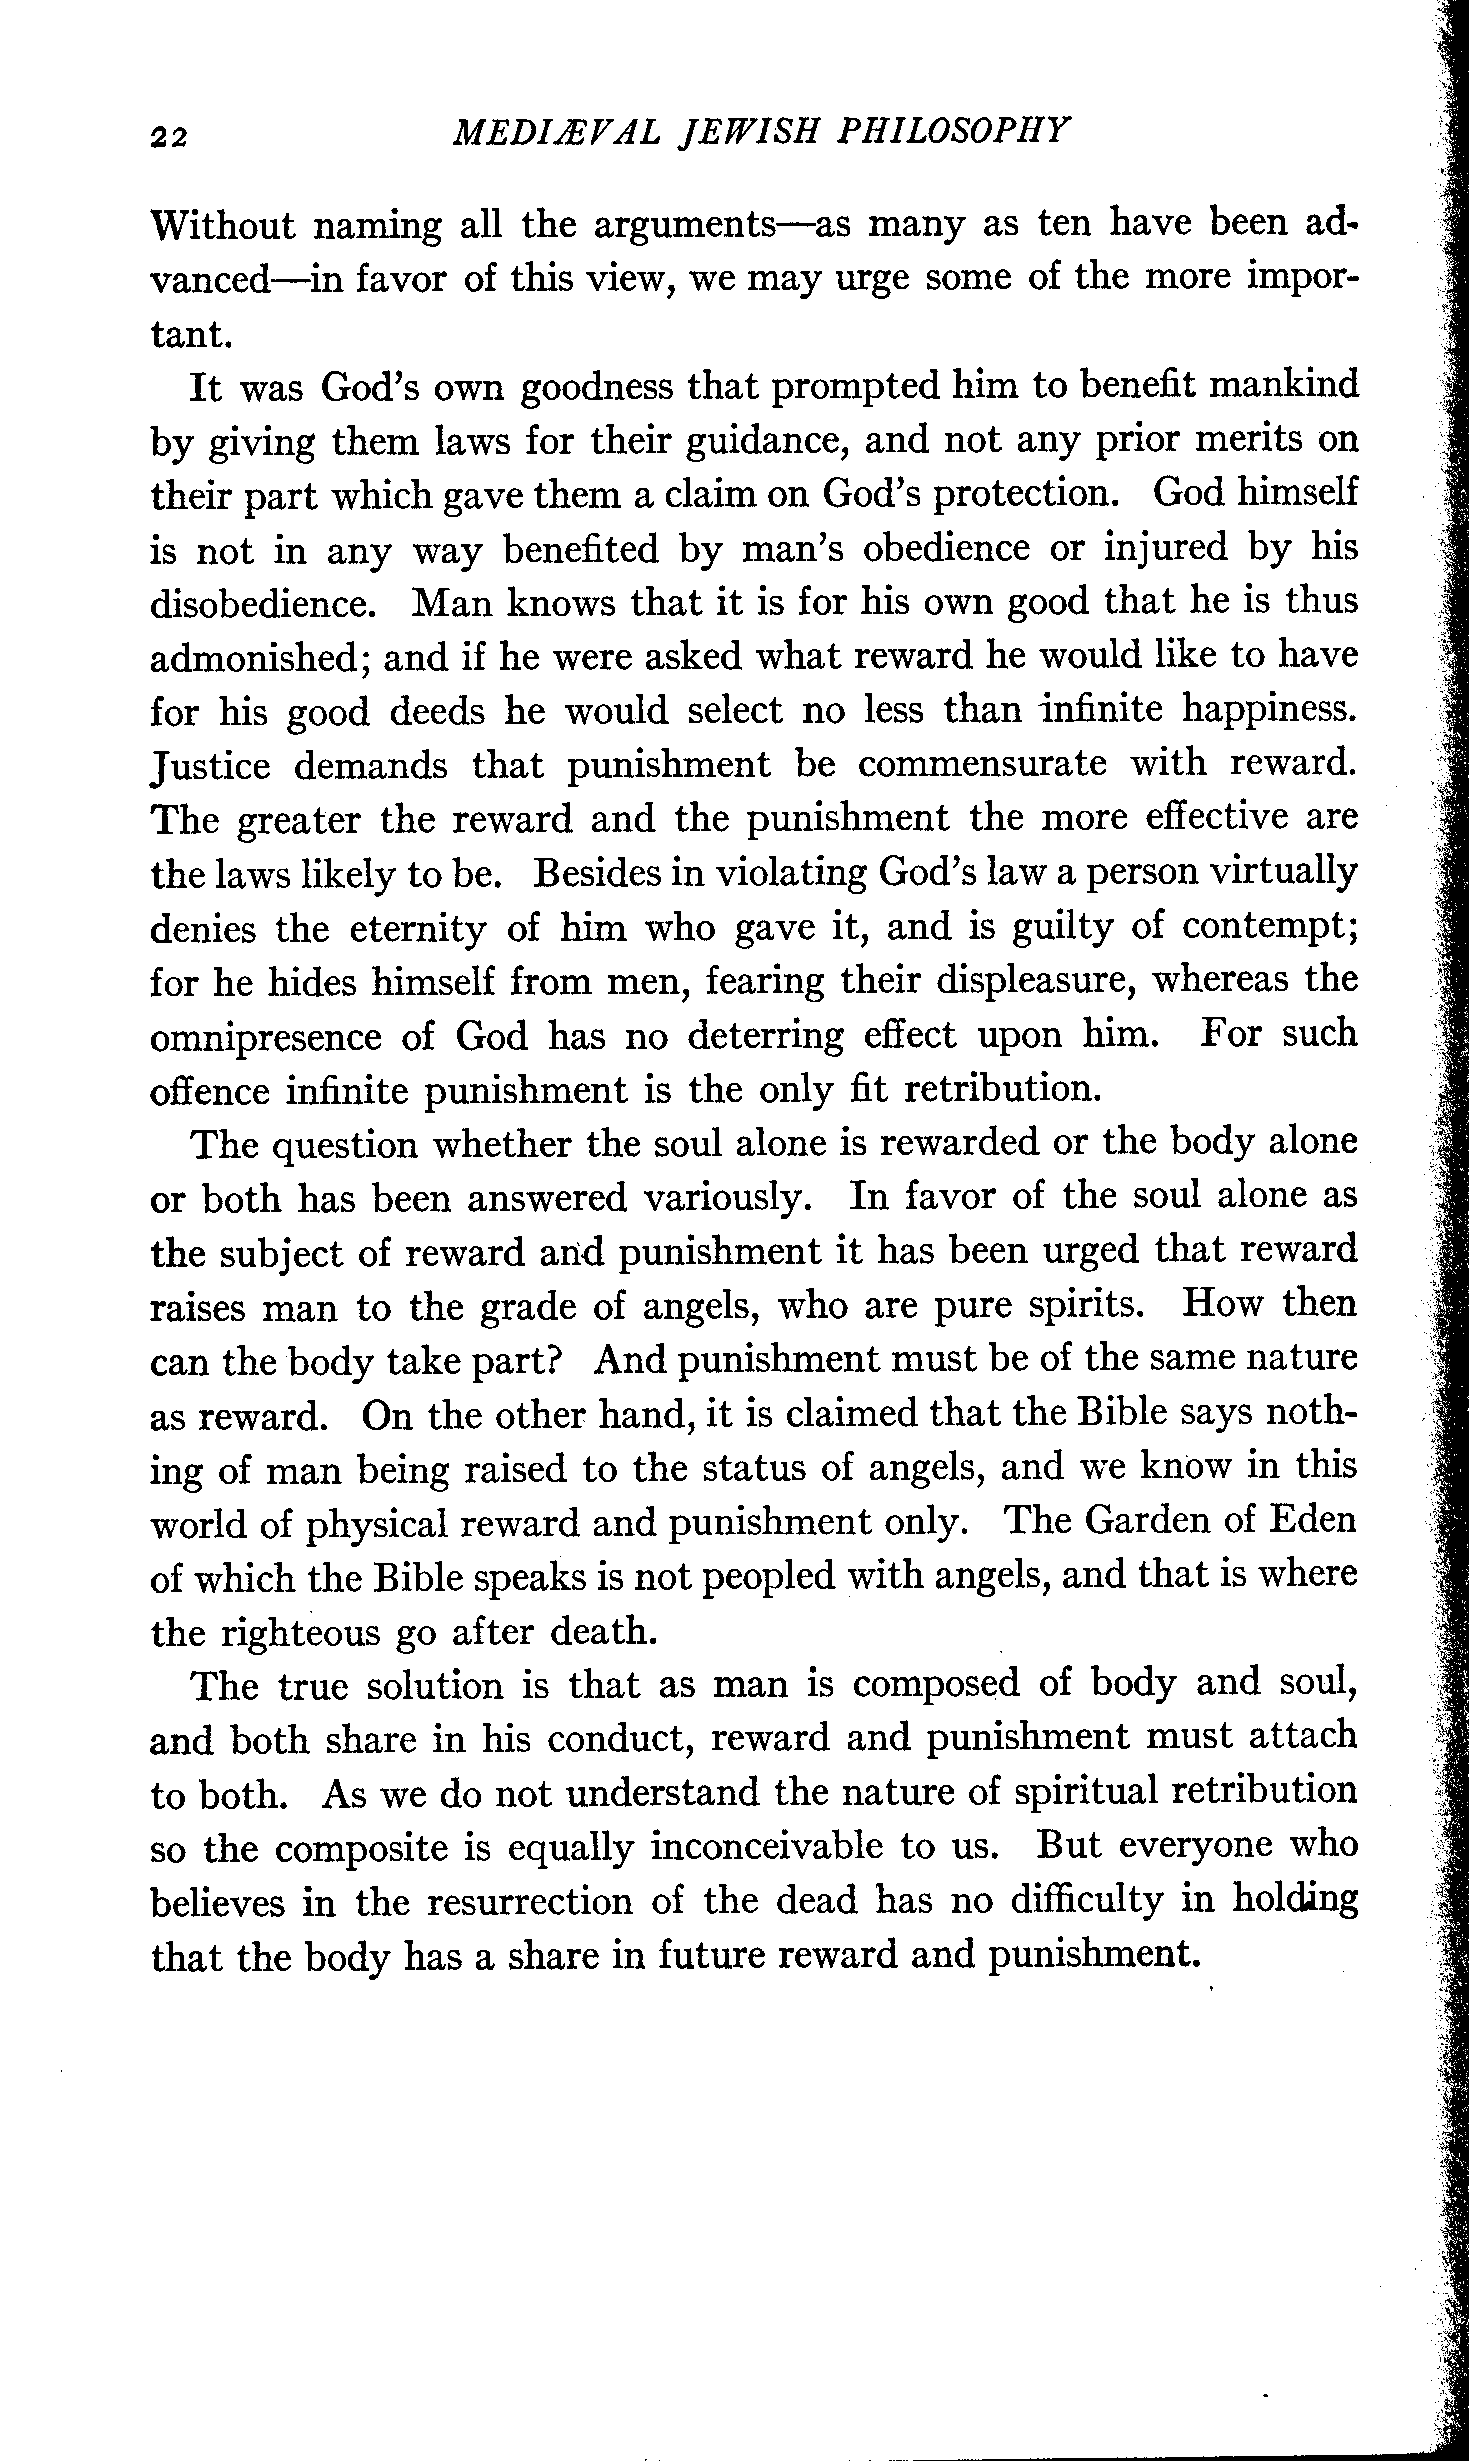 22 MEDIÆVAL JEWISH PHILOSOPHY
Without naming all the arguments—as many as ten have been ad-
vanced—in favor of this view, we may urge some of the more impor-
tant.
It was God's own goodness that prompted him to benefit mankind
by giving them laws for their guidance, and not any prior merits on
their part which gave them a claim on God's protection. God himself
is not in any way benefited by man's obedience or injured by his
disobedience. Man knows that it is for his own good that he is thus
admonished; and if he were asked what reward he would like to have
for his good deeds he would select no less than infinite happiness.
Justice demands that punishment be commensurate with reward.
The greater the reward and the punishment the more effective are
the laws likely to be. Besides in violating God's law a person virtually
denies the eternity of him who gave it, and is guilty of contempt;
for he hides himself from men, fearing their displeasure, whereas the
omnipresence of God has no deterring effect upon him. For such
offence infinite punishment is the only fit retribution.
The question whether the soul alone is rewarded or the body alone
or both has been answered variously. In favor of the soul alone as
the subject of reward and punishment it has been urged that reward
raises man to the grade of angels, who are pure spirits. How then
can the body take part? And punishment must be of the same nature
as reward. On the other hand, it is claimed that the Bible says noth-
ing of man being raised to the status of angels, and we know in this
world of physical reward and punishment only. The Garden of Eden
of which the Bible speaks is not peopled with angels, and that is where
the righteous go after death.
The true solution is that as man is composed of body and soul,
and both share in his conduct, reward and punishment must attach
to both. As we do not understand the nature of spiritual retribution
so the composite is equally inconceivable to us. But everyone who
believes in the resurrection of the dead has no difficulty in holding
that the body has a share in future reward and punishment.